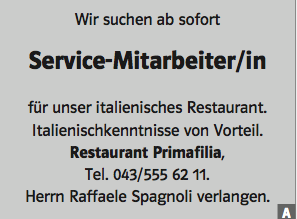 Wir suchen ab sofort
Service-Mitarbeiter/in
für unser italienisches Restaurant.
Italienischkenntnisse von Vorteil.
Restaurant Primafilia,
Tel. 043/555 62 11.
Herrn Raffaele Spagnoli verlangen.
A